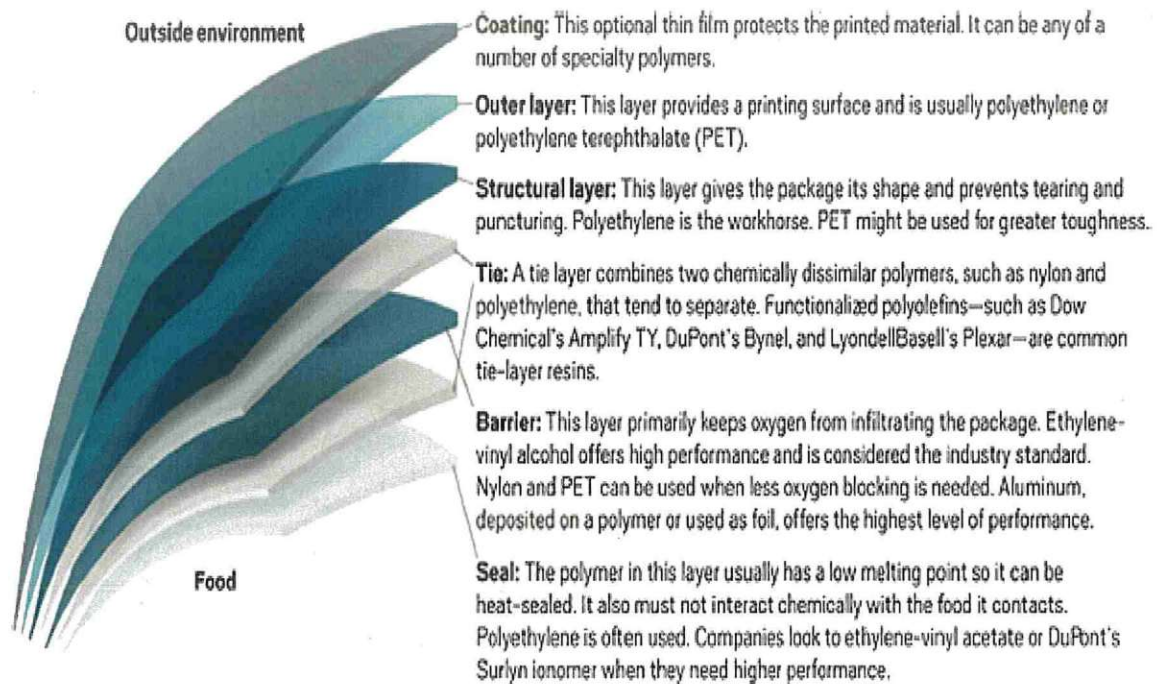 Outside environment
Coating: This optional thin film protects the printed material. It can be any of a
number of specialty polymers.
Outer layer: This layer provides a printing surface and is usually polyethylene or
polyethylene terephthalate (PET).
Structural layer: This layer gives the package its shape and prevents tearing and
puncturing. Polyethylene is the workhorse. PET might be used for greater toughness.
Tie: A tie layer combines two chemically dissimilar polymers, such as nylon and
polyethylene, that tend to separate. Functionalized polyolefins—such as Dow
Chemical's Amplify TY, DuPont's Bynel, and LyondellBasell's Plexar—are common
tie-layer resins.
Barrier: This layer primarily keeps oxygen from infiltrating the package. Ethylene-
vinyl alcohol offers high performance and is considered the industry standard.
Nylon and PET can be used when less oxygen blocking is needed. Aluminum,
deposited on a polymer or used as foil, offers the highest level of performance.
Food
Seal: The polymer in this layer usually has a low melting point so it can be
heat-sealed. It also must not interact chemically with the food it contacts.
Polyethylene is often used. Companies look to ethylene-vinyl acetate or DuPont's
Surlyn ionomer when they need higher performance.